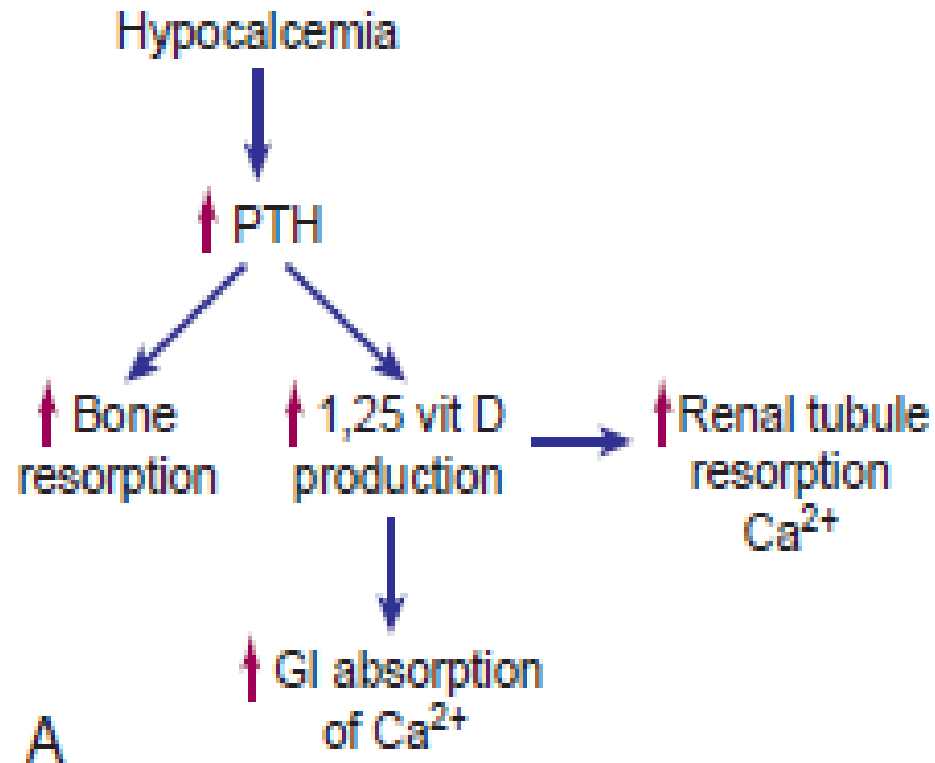 Hypocalcemia
PTH
Bone
resorption
1,25 vit D
production
Renal tubule
resorption
Ca²⁺
GI absorption
of Ca²⁺
A